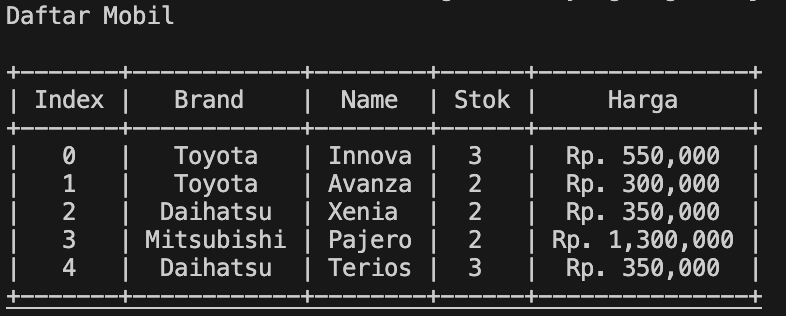 Daftar Mobil
+-------+------------+--------+------+---------------+
| Index |   Brand    |  Name  | Stok |     Harga     |
+-------+------------+--------+------+---------------+
|   0   |   Toyota   | Innova |  3   |  Rp. 550,000  |
|   1   |   Toyota   | Avanza |  2   |  Rp. 300,000  |
|   2   |  Daihatsu  | Xenia  |  2   |  Rp. 350,000  |
|   3   | Mitsubishi | Pajero |  2   | Rp. 1,300,000 |
|   4   |  Daihatsu  | Terios |  3   |  Rp. 350,000  |
+-------+------------+--------+------+---------------+